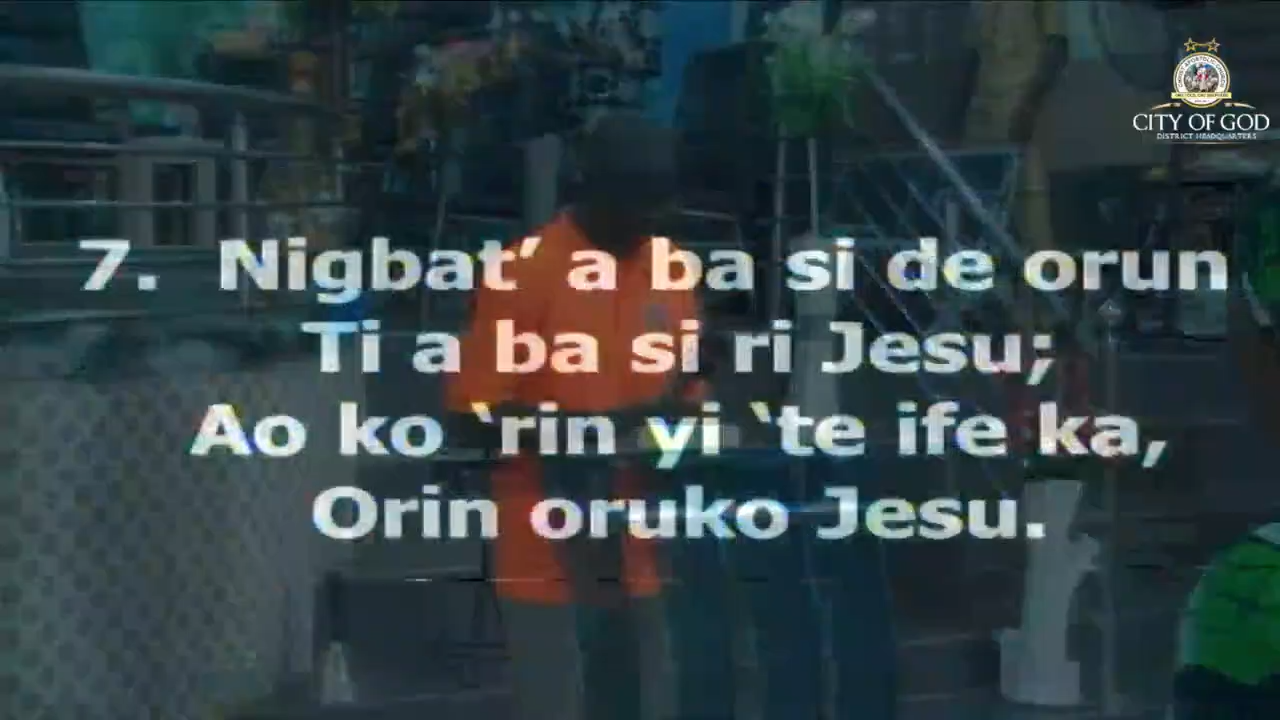 CITY OF GOD
DISTRICT HEADQUARTERS
7. Nigbat’ a ba si de orun
Ti a ba si ri Jesu;
Ao ko ‘rin yi ‘te ife ka,
Orin oruko Jesu.